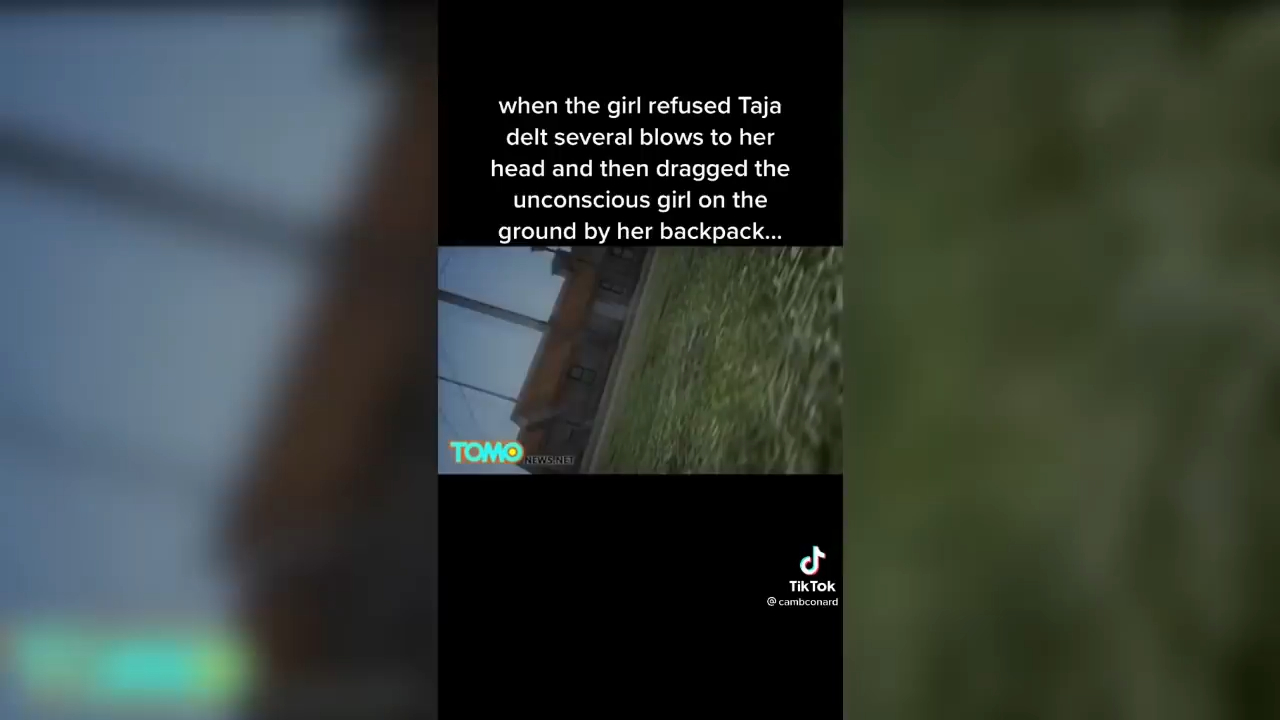 when the girl refused Taja
delt several blows to her
head and then dragged the
unconscious girl on the
ground by her backpack...
TOMO NEWS.NET
TikTok
@cambconard